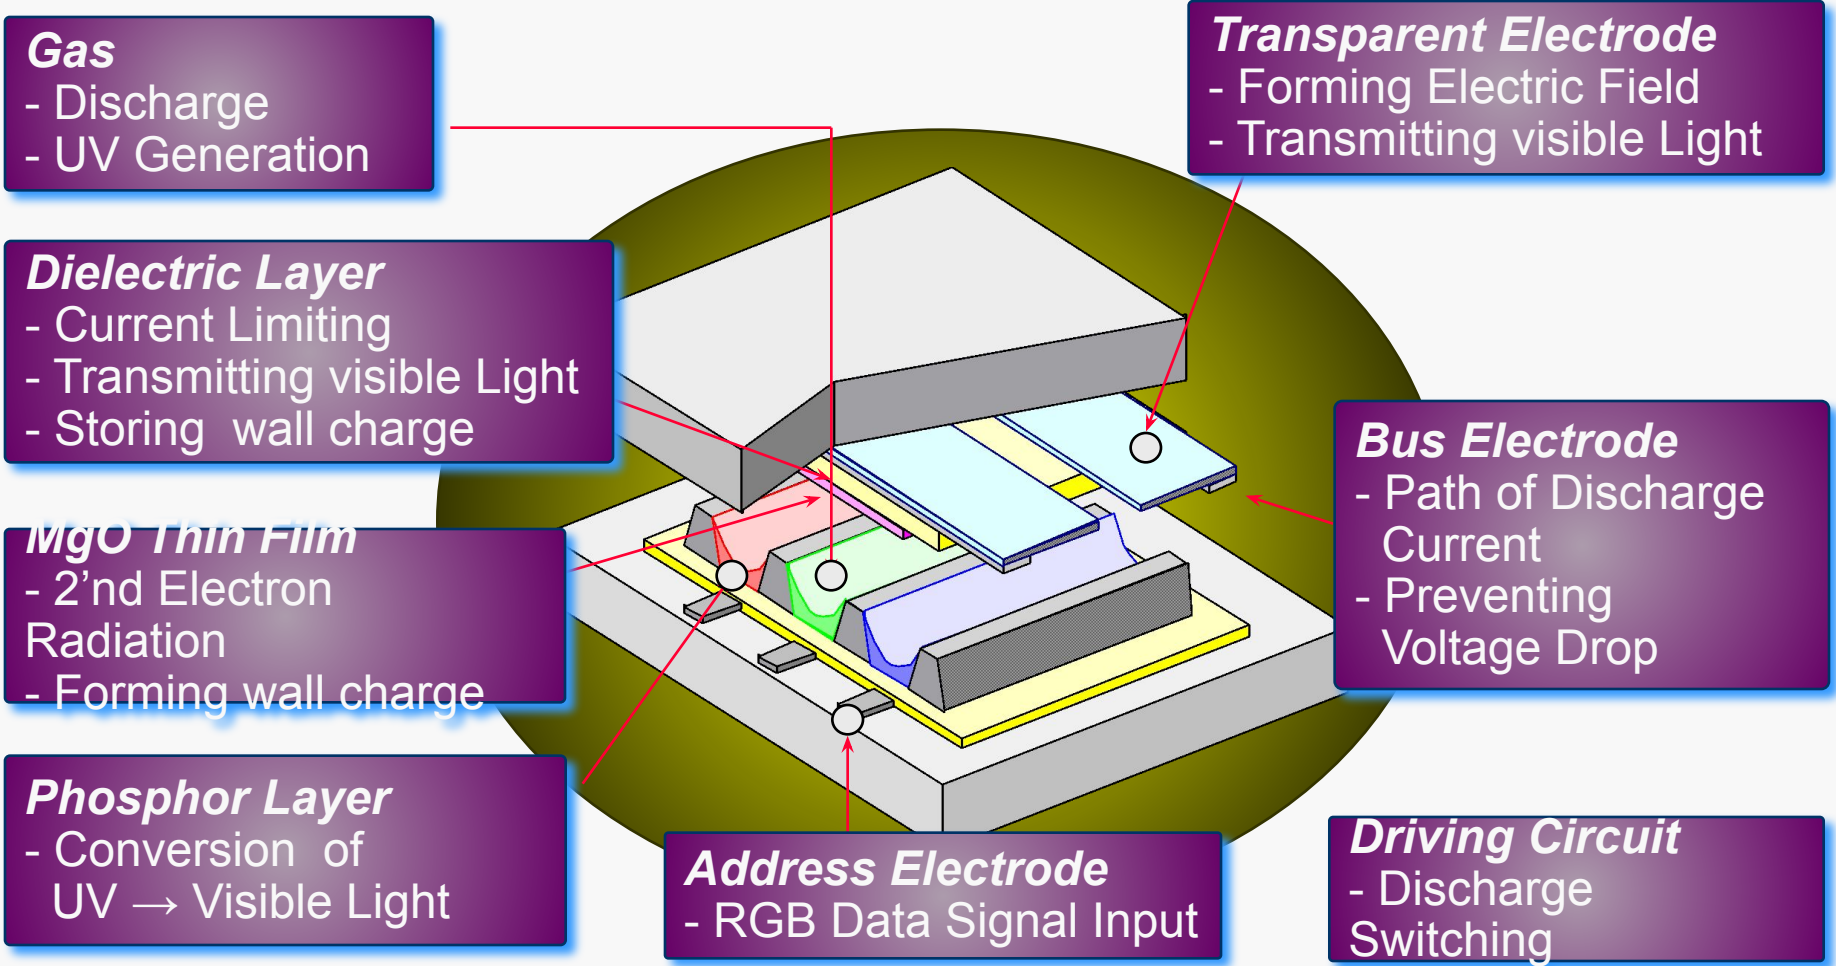 Gas
- Discharge
- UV Generation
Transparent Electrode
- Forming Electric Field
- Transmitting visible Light
Dielectric Layer
- Current Limiting
- Transmitting visible Light
- Storing  wall charge
Bus Electrode
- Path of Discharge
Current
- Preventing
Voltage Drop
MgO Thin Film
- 2’nd Electron
Radiation
- Forming wall charge
Phosphor Layer
- Conversion  of
UV → Visible Light
Address Electrode
- RGB Data Signal Input
Driving Circuit
- Discharge
Switching